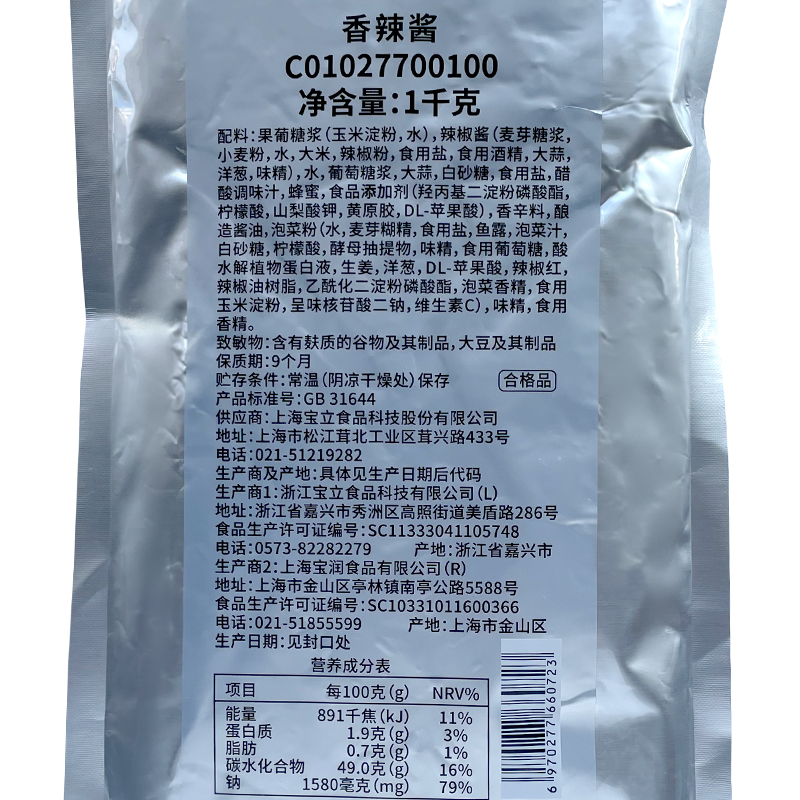 香辣酱
C01027700100
净含量：1千克
配料：果葡糖浆（玉米淀粉，水），辣椒酱（麦芽糖浆，
小麦粉，水，大米，辣椒粉，食用盐，食用酒精，大蒜，
洋葱，味精），水，葡萄糖浆，大蒜，白砂糖，食用盐，醋
酸调味汁，蜂蜜，食品添加剂（羟丙基二淀粉磷酸酯，
柠檬酸，山梨酸钾，黄原胶，DL-苹果酸），香辛料，酿
造酱油，泡菜粉（水，麦芽糊精，食用盐，鱼露，泡菜汁，
白砂糖，柠檬酸，酵母抽提物，味精，食用葡萄糖，酸
水解植物蛋白液，生姜，洋葱，DL-苹果酸，辣椒红，
辣椒油树脂，乙酰化二淀粉磷酸酯，泡菜香精，食用
玉米淀粉，呈味核苷酸二钠，维生素C），味精，食用
香精。
致敏物：含有麸质的谷物及其制品，大豆及其制品
保质期：9个月
贮存条件：常温（阴凉干燥处）保存 合格品
产品标准号：GB 31644
供应商：上海宝立食品科技股份有限公司
地址：上海市松江茸北工业区茸兴路433号
电话：021-51219282
生产商及产地：具体见生产日期后代码
生产商1：浙江宝立食品科技有限公司（L）
地址：浙江省嘉兴市秀洲区高照街道美盾路286号
食品生产许可证编号：SC11333041105748
电话：0573-82282279 产地：浙江省嘉兴市
生产商2：上海宝润食品有限公司（R）
地址：上海市金山区亭林镇南亭公路5588号
食品生产许可证编号：SC10331011600366
电话：021-51855599 产地：上海市金山区
生产日期：见封口处
营养成分表
项目 每100克（g） NRV%
能量 891千焦（kJ） 11%
蛋白质 1.9克（g） 3%
脂肪 0.7克（g） 1%
碳水化合物 49.0克（g） 16%
钠 1580毫克（mg） 79%
6 970277 660723